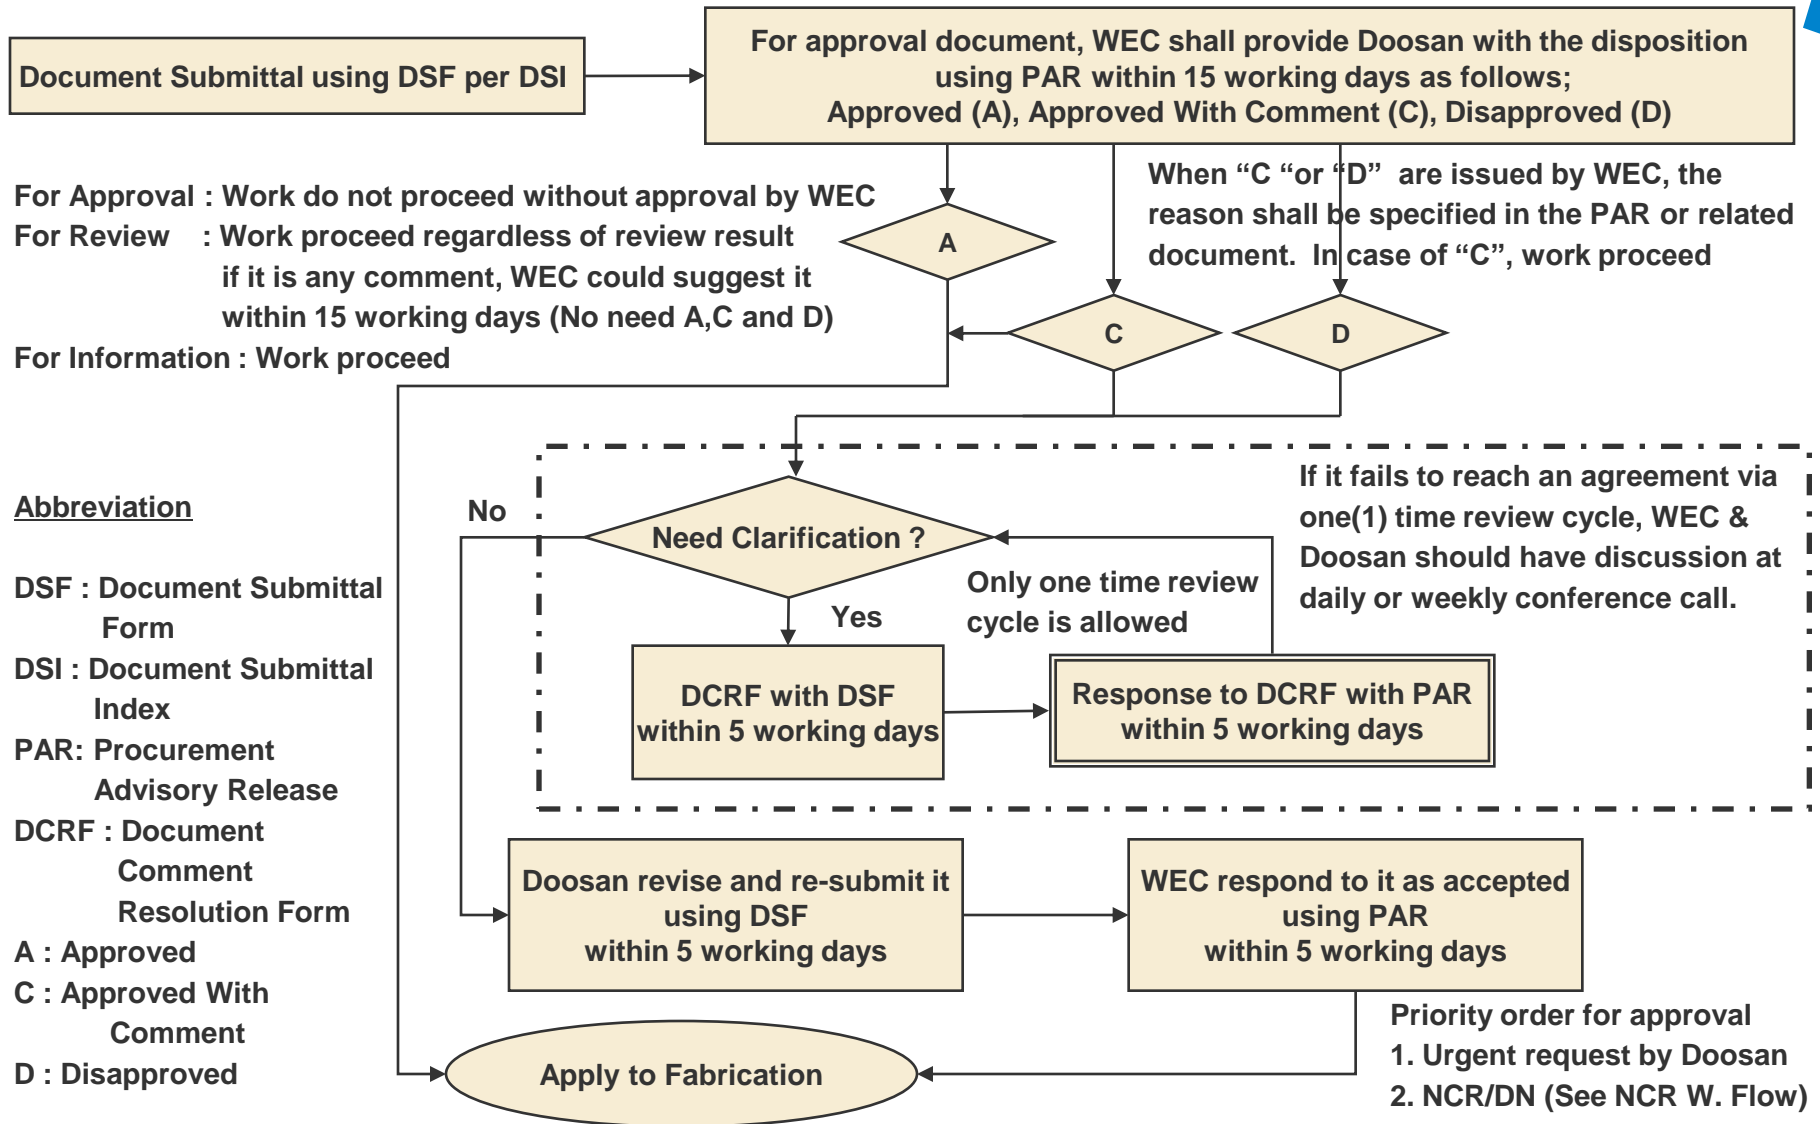 Document Submittal using DSF per DSI
For approval document, WEC shall provide Doosan with the disposition
using PAR within 15 working days as follows;
Approved (A), Approved With Comment (C), Disapproved (D)
For Approval : Work do not proceed without approval by WEC
For Review : Work proceed regardless of review result
if it is any comment, WEC could suggest it
within 15 working days (No need A,C and D)
For Information : Work proceed
When “C “or “D” are issued by WEC, the
reason shall be specified in the PAR or related
document. In case of “C”, work proceed
A
C
D
Abbreviation
DSF : Document Submittal
Form
DSI : Document Submittal
Index
PAR: Procurement
Advisory Release
DCRF : Document
Comment
Resolution Form
A : Approved
C : Approved With
Comment
D : Disapproved
No
Need Clarification ?
Yes
Only one time review
cycle is allowed
If it fails to reach an agreement via
one(1) time review cycle, WEC &
Doosan should have discussion at
daily or weekly conference call.
DCRF with DSF
within 5 working days
Response to DCRF with PAR
within 5 working days
Doosan revise and re-submit it
using DSF
within 5 working days
WEC respond to it as accepted
using PAR
within 5 working days
Apply to Fabrication
Priority order for approval
1. Urgent request by Doosan
2. NCR/DN (See NCR W. Flow)